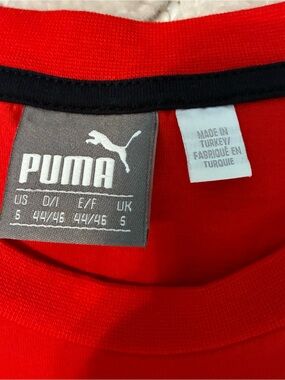 PUMA
US D/I E/F UK
S 44/46 44/46 S
MADE IN
TURKEY/
FABRIQUÉ EN
TURQUIE